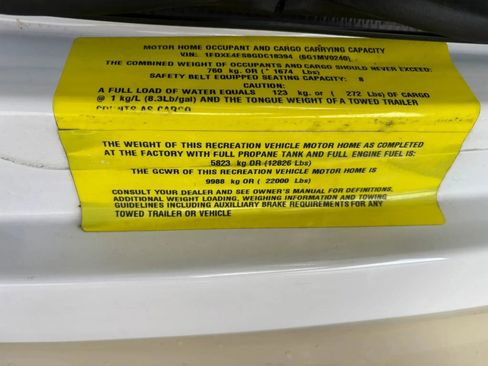 MOTOR HOME OCCUPANT AND CARGO CARRYING CAPACITY
VIN: 1FDXE4FS8GDC18394 (6G1MV0240)
THE COMBINED WEIGHT OF OCCUPANTS AND CARGO SHOULD NEVER EXCEED:
760 kg OR (* 1674 Lbs)
SAFETY BELT EQUIPPED SEATING CAPACITY: 8
CAUTION:
A FULL LOAD OF WATER EQUALS 123 kg. or ( 272 Lbs) OF CARGO
@ 1 kg/L (8.3Lb/gal) AND THE TONGUE WEIGHT OF A TOWED TRAILER
COUNTS AS CARGO
THE WEIGHT OF THIS RECREATION VEHICLE MOTOR HOME AS COMPLETED
AT THE FACTORY WITH FULL PROPANE TANK AND FULL ENGINE FUEL IS:
5823 kg OR (12826 Lbs)
THE GCWR OF THIS RECREATION VEHICLE MOTOR HOME IS
9988 kg OR ( 22000 Lbs)
CONSULT YOUR DEALER AND SEE OWNER'S MANUAL FOR DEFINITIONS,
ADDITIONAL WEIGHT LOADING, WEIGHING INFORMATION AND TOWING
GUIDELINES INCLUDING AUXILLIARY BRAKE REQUIREMENTS FOR ANY
TOWED TRAILER OR VEHICLE